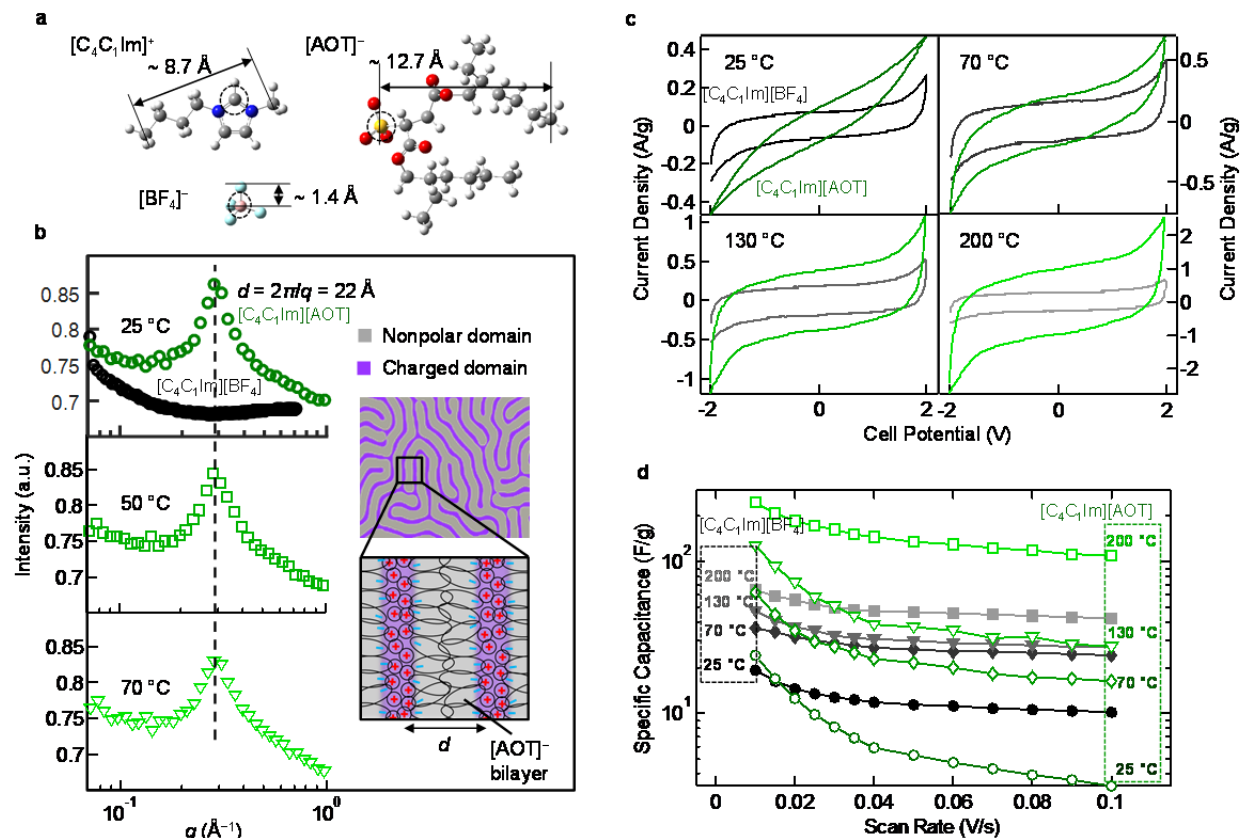 a
[C₄C₁Im]⁺
~ 8.7 Å
[AOT]⁻
~ 12.7 Å
[BF₄]⁻
~ 1.4 Å
b
Intensity (a.u.)
0.85
0.8
0.75
0.7
25 °C
d = 2π/q = 22 Å
[C₄C₁Im][AOT]
[C₄C₁Im][BF₄]
0.85
0.8
0.75
0.7
50 °C
0.85
0.8
0.75
0.7
70 °C
10⁻¹
10⁰
q (Å⁻¹)
Nonpolar domain
Charged domain
d
[AOT]⁻
bilayer
c
Current Density (A/g)
0.4
0.2
0
-0.2
-0.4
25 °C
[C₄C₁Im][BF₄]
[C₄C₁Im][AOT]
70 °C
0.5
0
-0.5
Current Density (A/g)
130 °C
1
0.5
0
-0.5
-1
200 °C
2
1
0
-1
-2
-2
0
2
-2
0
2
Cell Potential (V)
d
Specific Capacitance (F/g)
10²
10¹
[C₄C₁Im][BF₄]
200 °C
130 °C
70 °C
25 °C
[C₄C₁Im][AOT]
200 °C
130 °C
70 °C
25 °C
0
0.02
0.04
0.06
0.08
0.1
Scan Rate (V/s)